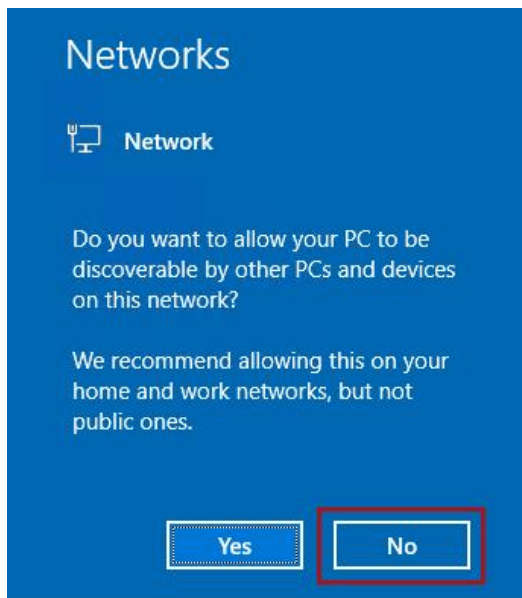 Networks
Network
Do you want to allow your PC to be
discoverable by other PCs and devices
on this network?
We recommend allowing this on your
home and work networks, but not
public ones.
Yes
No